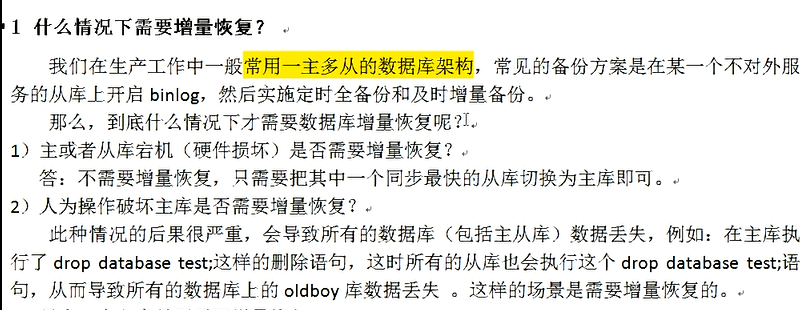 1 什么情况下需要增量恢复？
我们在生产工作中一般常用一主多从的数据库架构，常见的备份方案是在某一个不对外服
务的从库上开启 binlog，然后实施定时全备份和及时增量备份。
那么，到底什么情况下才需要数据库增量恢复呢？
1）主或者从库宕机（硬件损坏）是否需要增量恢复？
答：不需要增量恢复，只需要把其中一个同步最快的从库切换为主库即可。
2）人为操作破坏主库是否需要增量恢复？
此种情况的后果很严重，会导致所有的数据库（包括主从库）数据丢失，例如：在主库执
行了 drop database test;这样的删除语句，这时所有的从库也会执行这个 drop database test;语
句，从而导致所有的数据库上的 oldboy 库数据丢失 。这样的场景是需要增量恢复的。